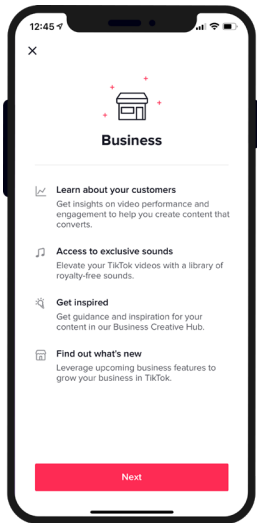 12:45
Business
Learn about your customers
Get insights on video performance and
engagement to help you create content that
converts.
Access to exclusive sounds
Elevate your TikTok videos with a library of
royalty-free sounds.
Get inspired
Get guidance and inspiration for your
content in our Business Creative Hub.
Find out what's new
Leverage upcoming business features to
grow your business in TikTok.
Next